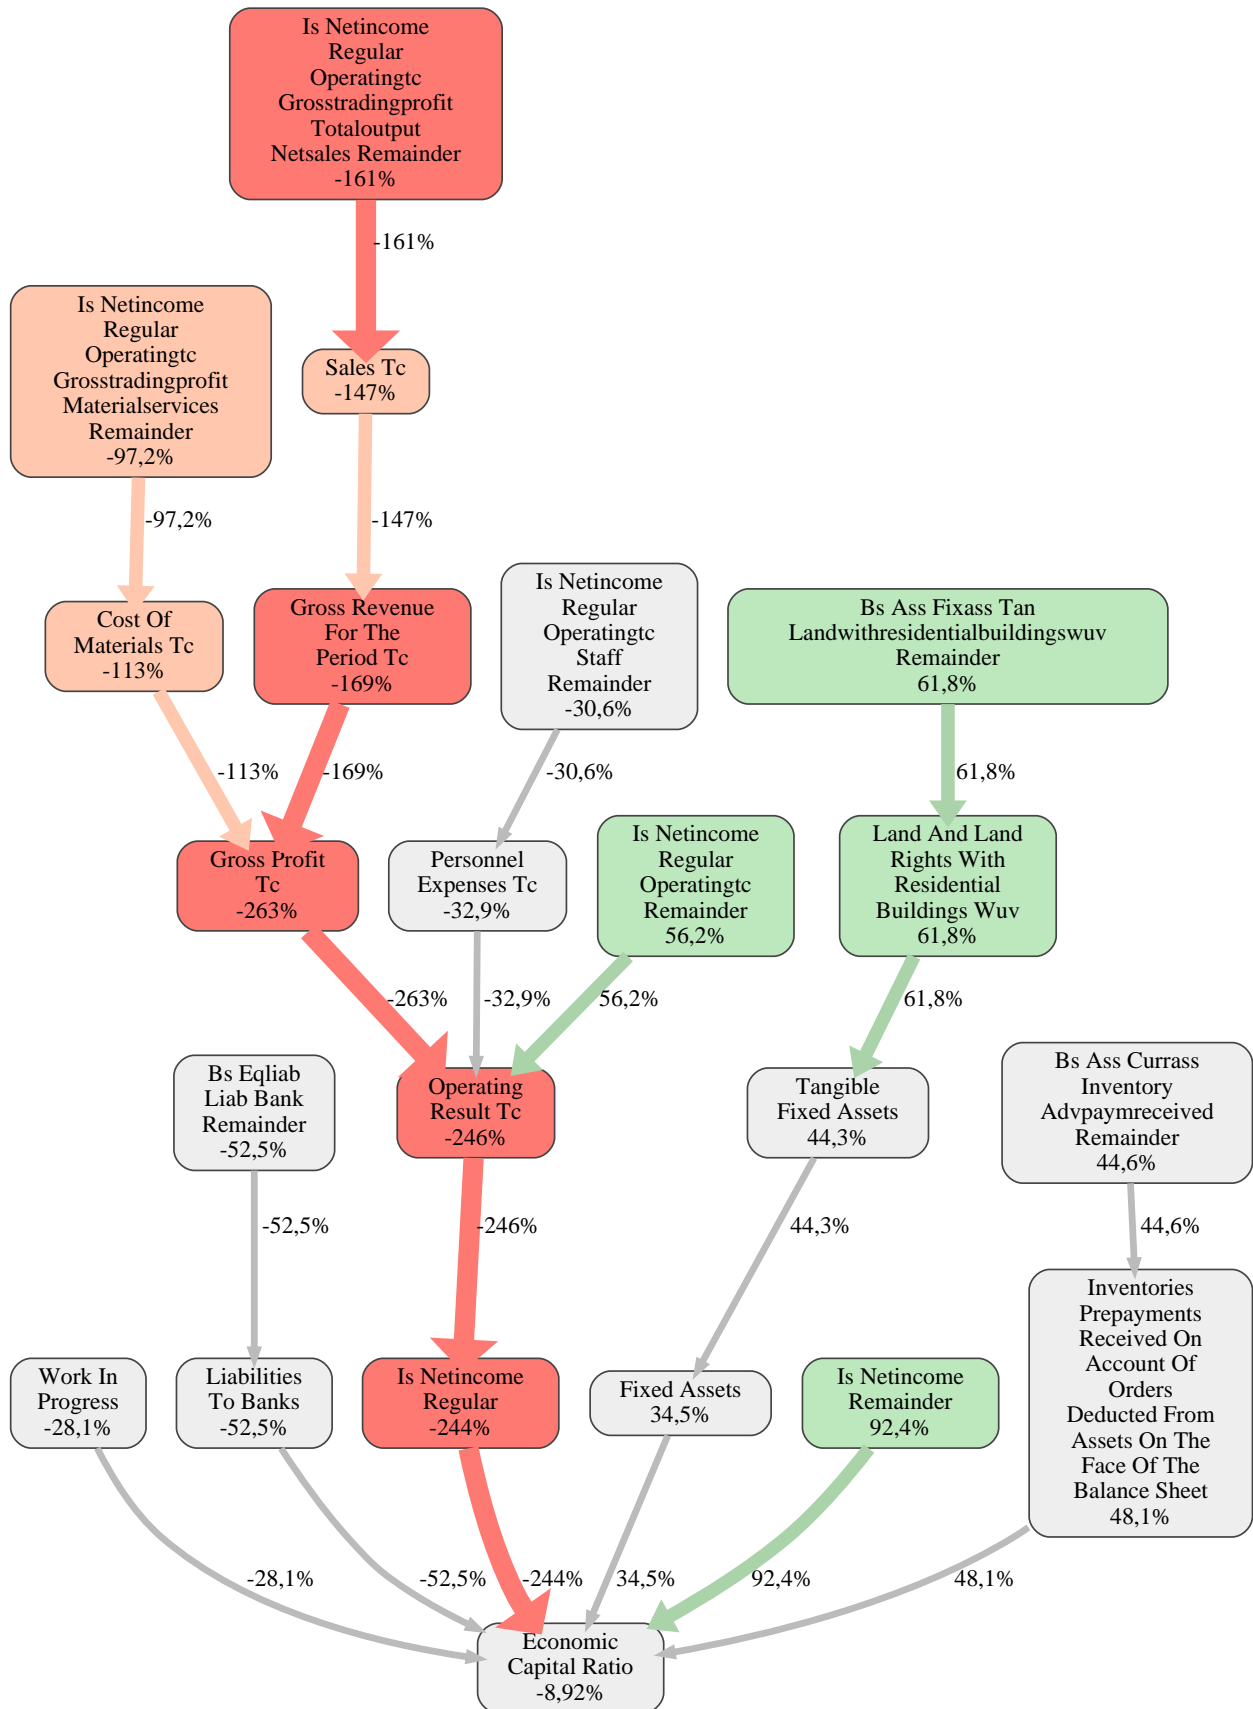 Is Netincome
Regular
Operatingtc
Grosstradingprofit
Totaloutput
Netsales Remainder
-161%
-161%
Is Netincome
Regular
Operatingtc
Grosstradingprofit
Materialservices
Remainder
-97,2%
Sales Tc
-147%
-97,2%
-147%
Cost Of
Materials Tc
-113%
Gross Revenue
For The
Period Tc
-169%
Is Netincome
Regular
Operatingtc
Staff
Remainder
-30,6%
Bs Ass Fixass Tan
Landwithresidentialbuildingswuv
Remainder
61,8%
-113%
-169%
-30,6%
61,8%
Gross Profit
Tc
-263%
Personnel
Expenses Tc
-32,9%
Is Netincome
Regular
Operatingtc
Remainder
56,2%
Land And Land
Rights With
Residential
Buildings Wuv
61,8%
-263%
-32,9%
56,2%
61,8%
Bs Eqliab
Liab Bank
Remainder
-52,5%
Operating
Result Tc
-246%
Tangible
Fixed Assets
44,3%
Bs Ass Currass
Inventory
Advpaymreceived
Remainder
44,6%
-52,5%
-246%
44,3%
44,6%
Work In
Progress
-28,1%
Liabilities
To Banks
-52,5%
Is Netincome
Regular
-244%
Fixed Assets
34,5%
Is Netincome
Remainder
92,4%
Inventories
Prepayments
Received On
Account Of
Orders
Deducted From
Assets On The
Face Of The
Balance Sheet
48,1%
-28,1%
-52,5%
-244%
34,5%
92,4%
48,1%
Economic
Capital Ratio
-8,92%